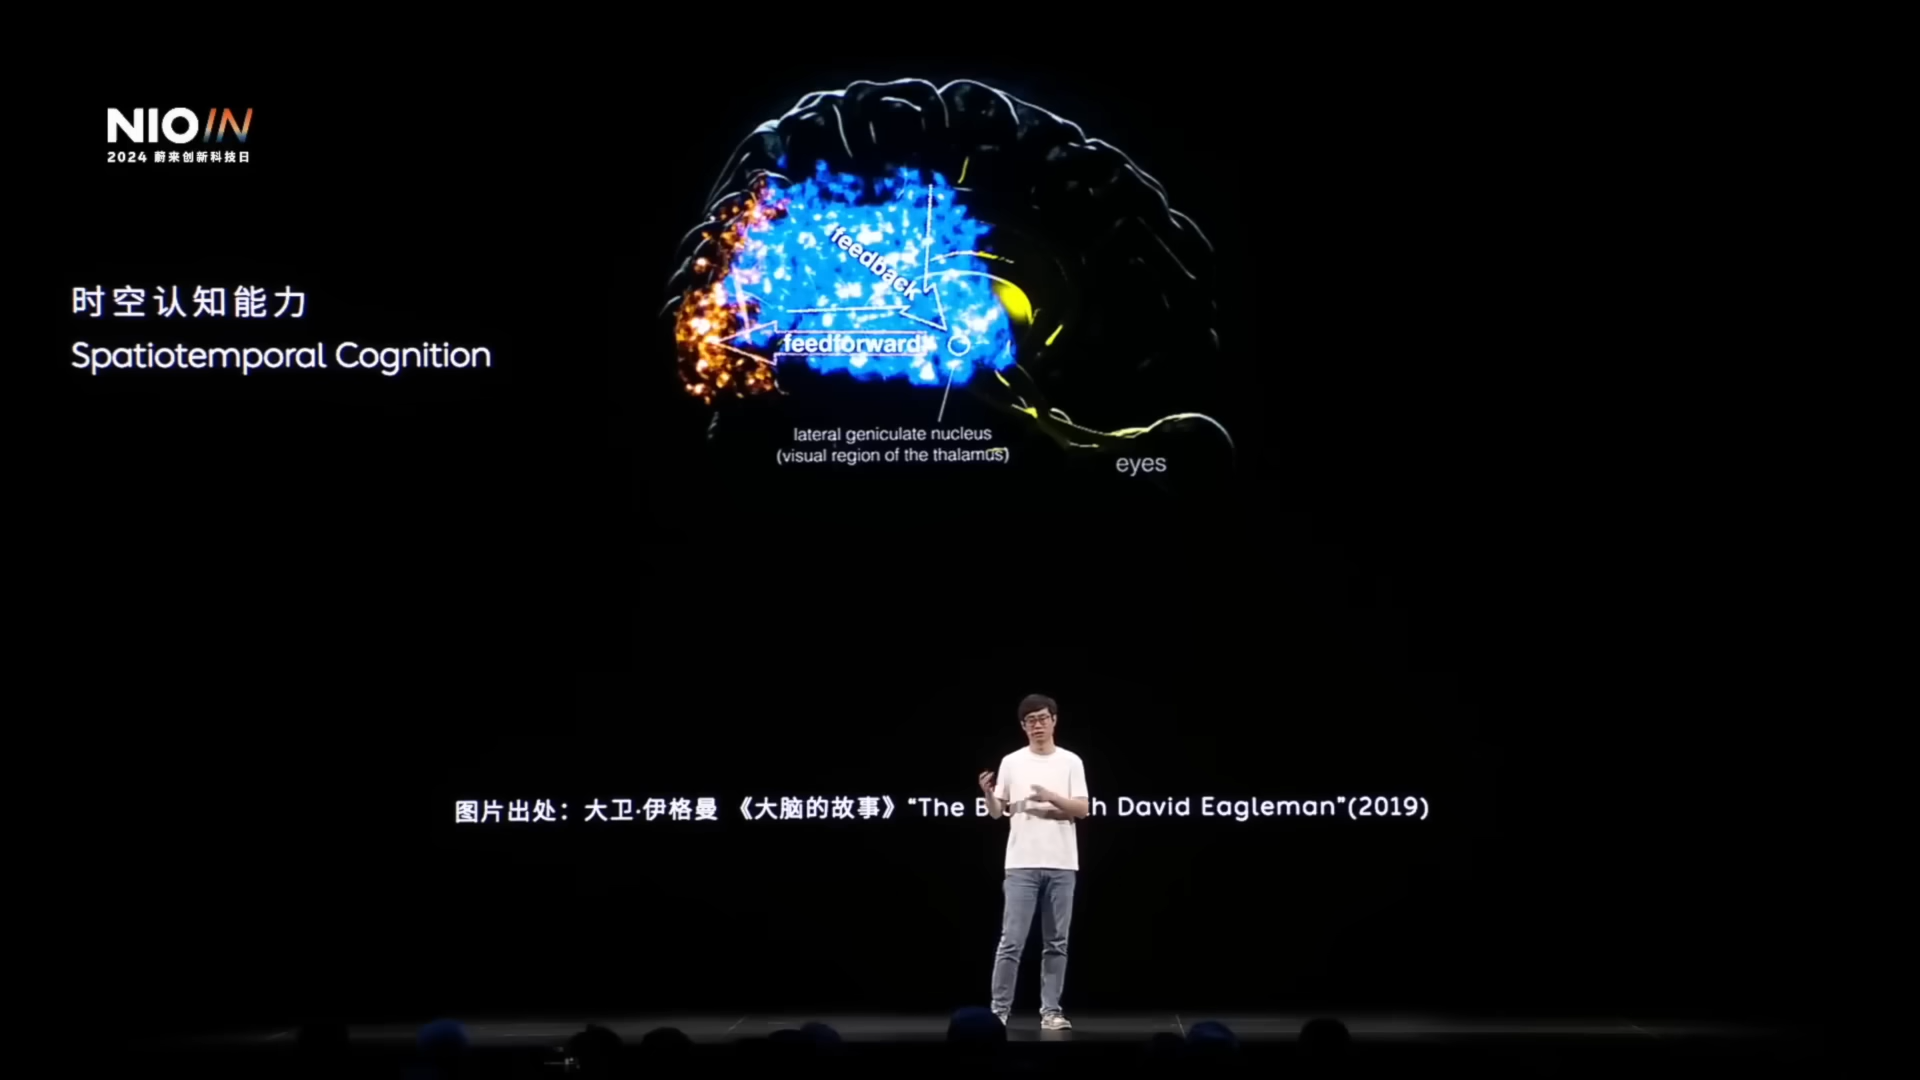 NIO IN
2024 蔚来创新科技日
时空认知能力
Spatiotemporal Cognition
feedback
feedforward
lateral geniculate nucleus
(visual region of the thalamus)
eyes
图片出处：大卫·伊格曼 《大脑的故事》“The David Eagleman”(2019)